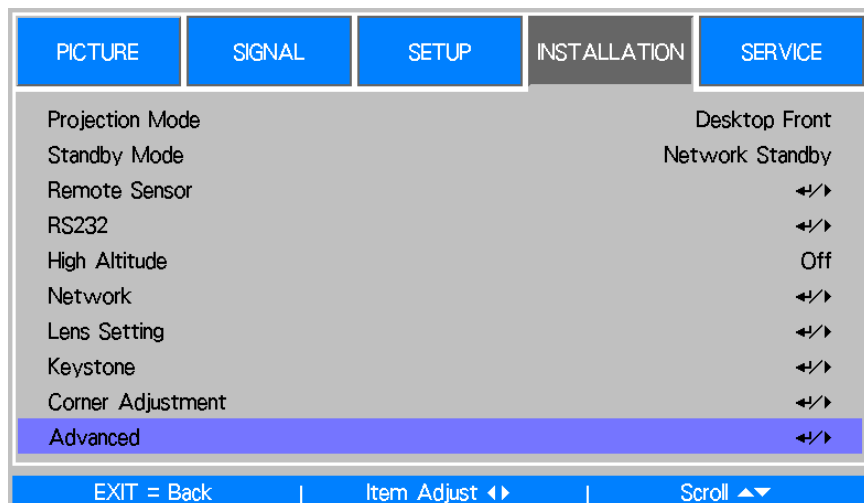 PICTURE SIGNAL SETUP INSTALLATION SERVICE
Projection Mode Desktop Front
Standby Mode Network Standby
Remote Sensor ↵/▶
RS232 ↵/▶
High Altitude Off
Network ↵/▶
Lens Setting ↵/▶
Keystone ↵/▶
Corner Adjustment ↵/▶
Advanced ↵/▶
EXIT = Back | Item Adjust ◀▶ | Scroll ▲▼